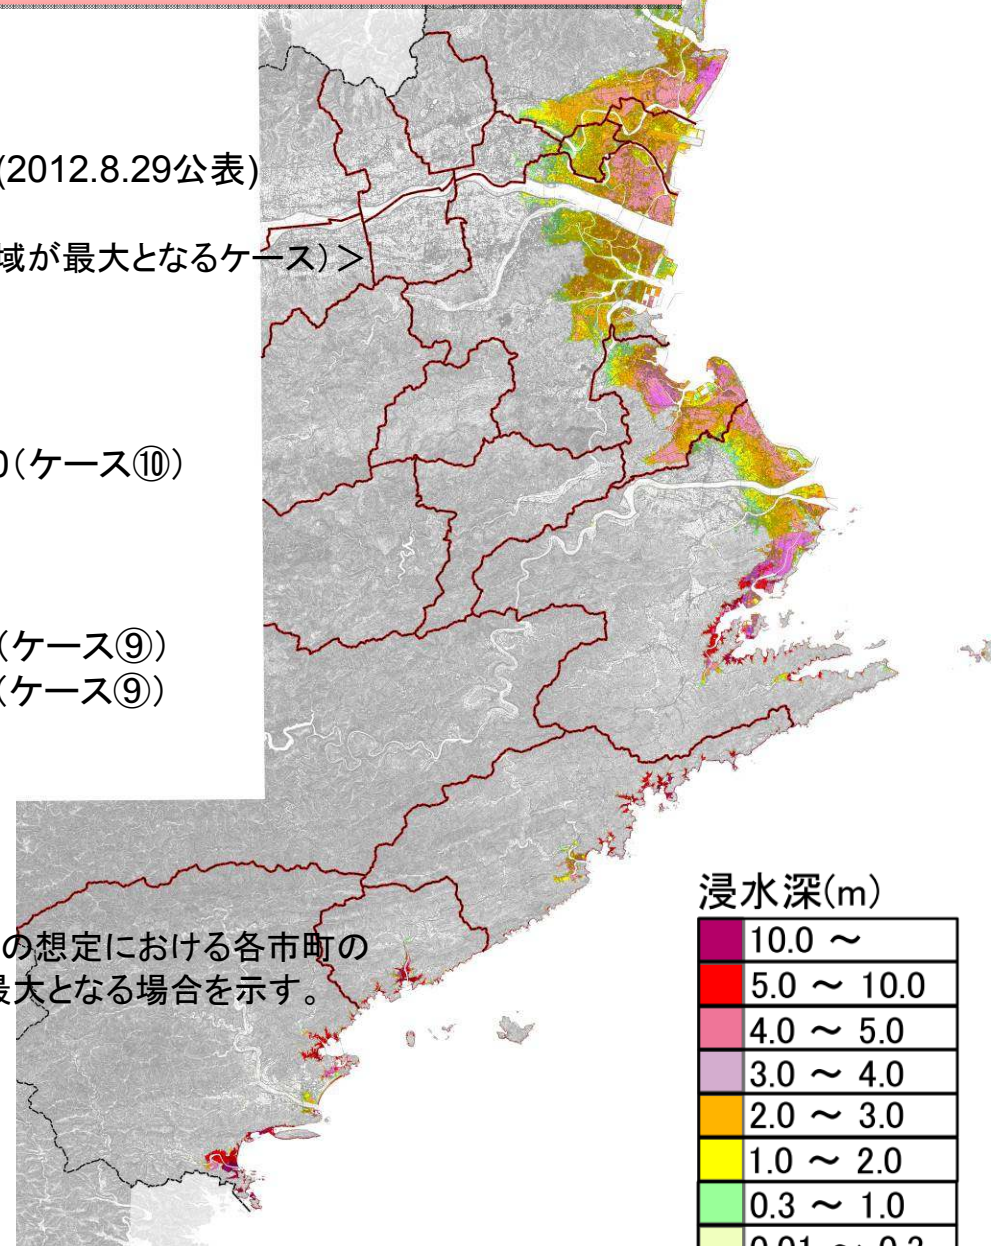 (2012.8.29公表)
域が最大となるケース)＞
0(ケース⑩)
(ケース⑨)
(ケース⑨)
の想定における各市町の
最大となる場合を示す。
浸水深(m)
10.0 ～
5.0 ～ 10.0
4.0 ～ 5.0
3.0 ～ 4.0
2.0 ～ 3.0
1.0 ～ 2.0
0.3 ～ 1.0
0.01 ～ 0.3